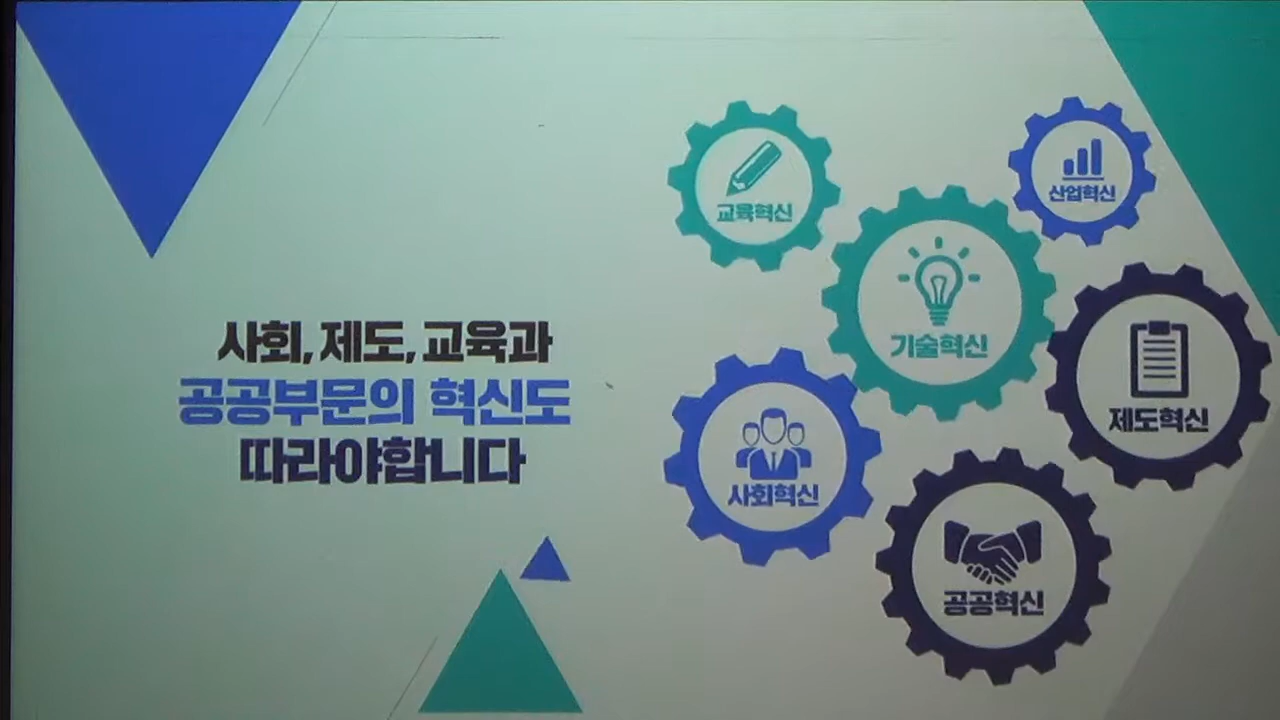 사회, 제도, 교육과
공공부문의 혁신도
따라야합니다
교육혁신
산업혁신
기술혁신
제도혁신
사회혁신
공공혁신